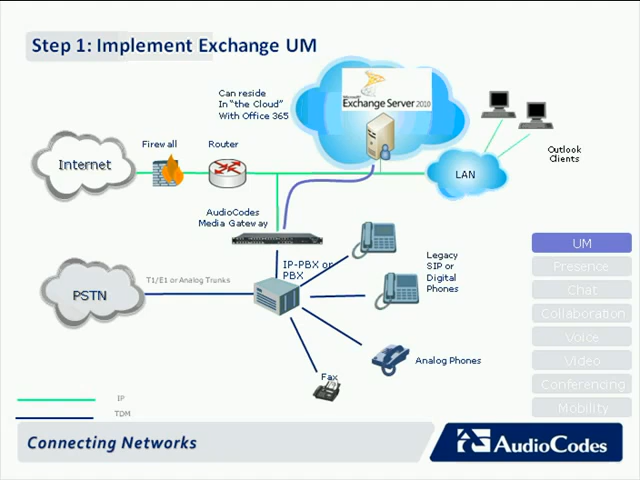 Step 1: Implement Exchange UM
Can reside
In "the Cloud"
With Office 365
Microsoft
Exchange Server 2010
Firewall
Router
Internet
LAN
Outlook
Clients
AudioCodes
Media Gateway
IP-PBX or
PBX
Legacy
SIP or
Digital
Phones
T1/E1 or Analog Trunks
PSTN
Analog Phones
Fax
UM
Presence
Chat
Collaboration
Voice
Video
Conferencing
Mobility
IP
TDM
Connecting Networks
AudioCodes